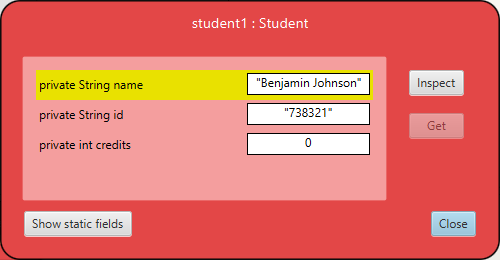 student1 : Student
private String name "Benjamin Johnson" Inspect
private String id "738321" Get
private int credits 0
Show static fields Close